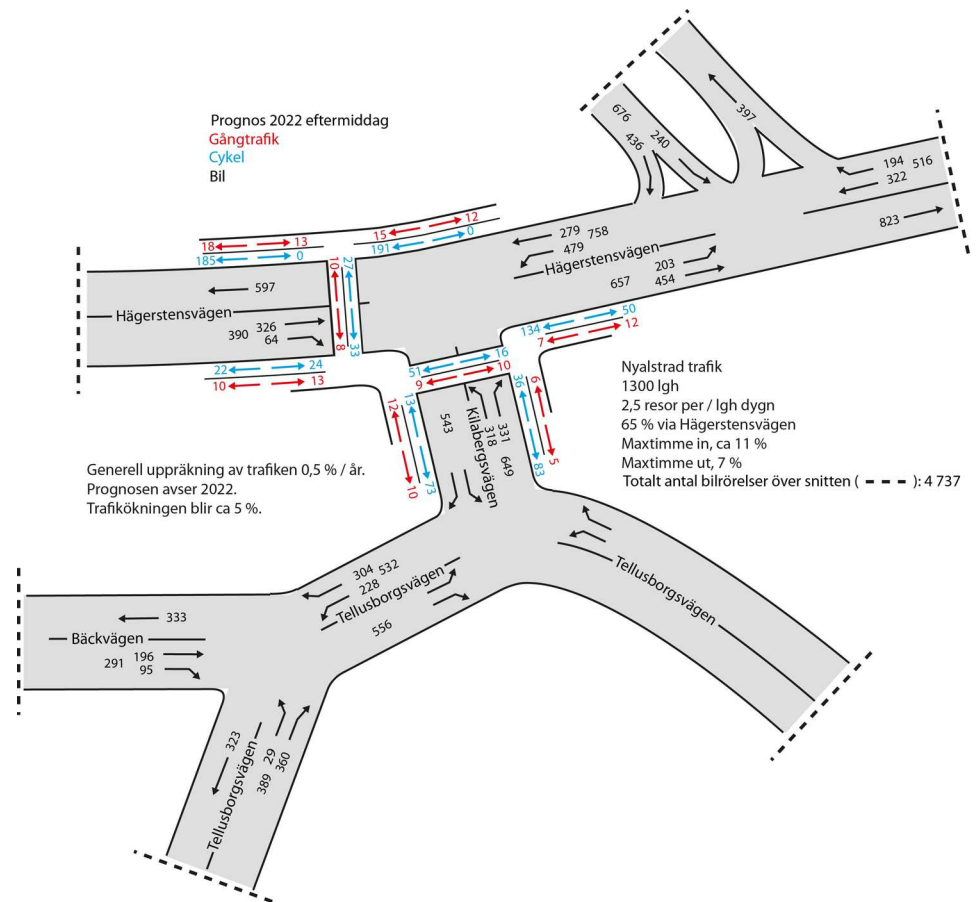 Prognos 2022 eftermiddag
Gångtrafik
Cykel
Bil
676
436
240
397
194 516
322
823
279 758
479
Hägerstensvägen
203
657 454
15 12
191 0
18 13
185 0
597
Hägerstensvägen
390 326
64
10 27
8 33
22 24
10 13
134 50
7 12
51 16
9 10
12 13
10 73
36 6
83 5
543
Kilabergsvägen
318 331
649
Nyalstrad trafik
1300 lgh
2,5 resor per / lgh dygn
65 % via Hägerstensvägen
Maxtimme in, ca 11 %
Maxtimme ut, 7 %
Totalt antal bilrörelser över snitten ( – – – ): 4 737
Generell uppräkning av trafiken 0,5 % / år.
Prognosen avser 2022.
Trafikökningen blir ca 5 %.
304 532
228
Tellusborgsvägen
556
Tellusborgsvägen
333
Bäckvägen
291 196
95
323
Tellusborgsvägen
389 29
360